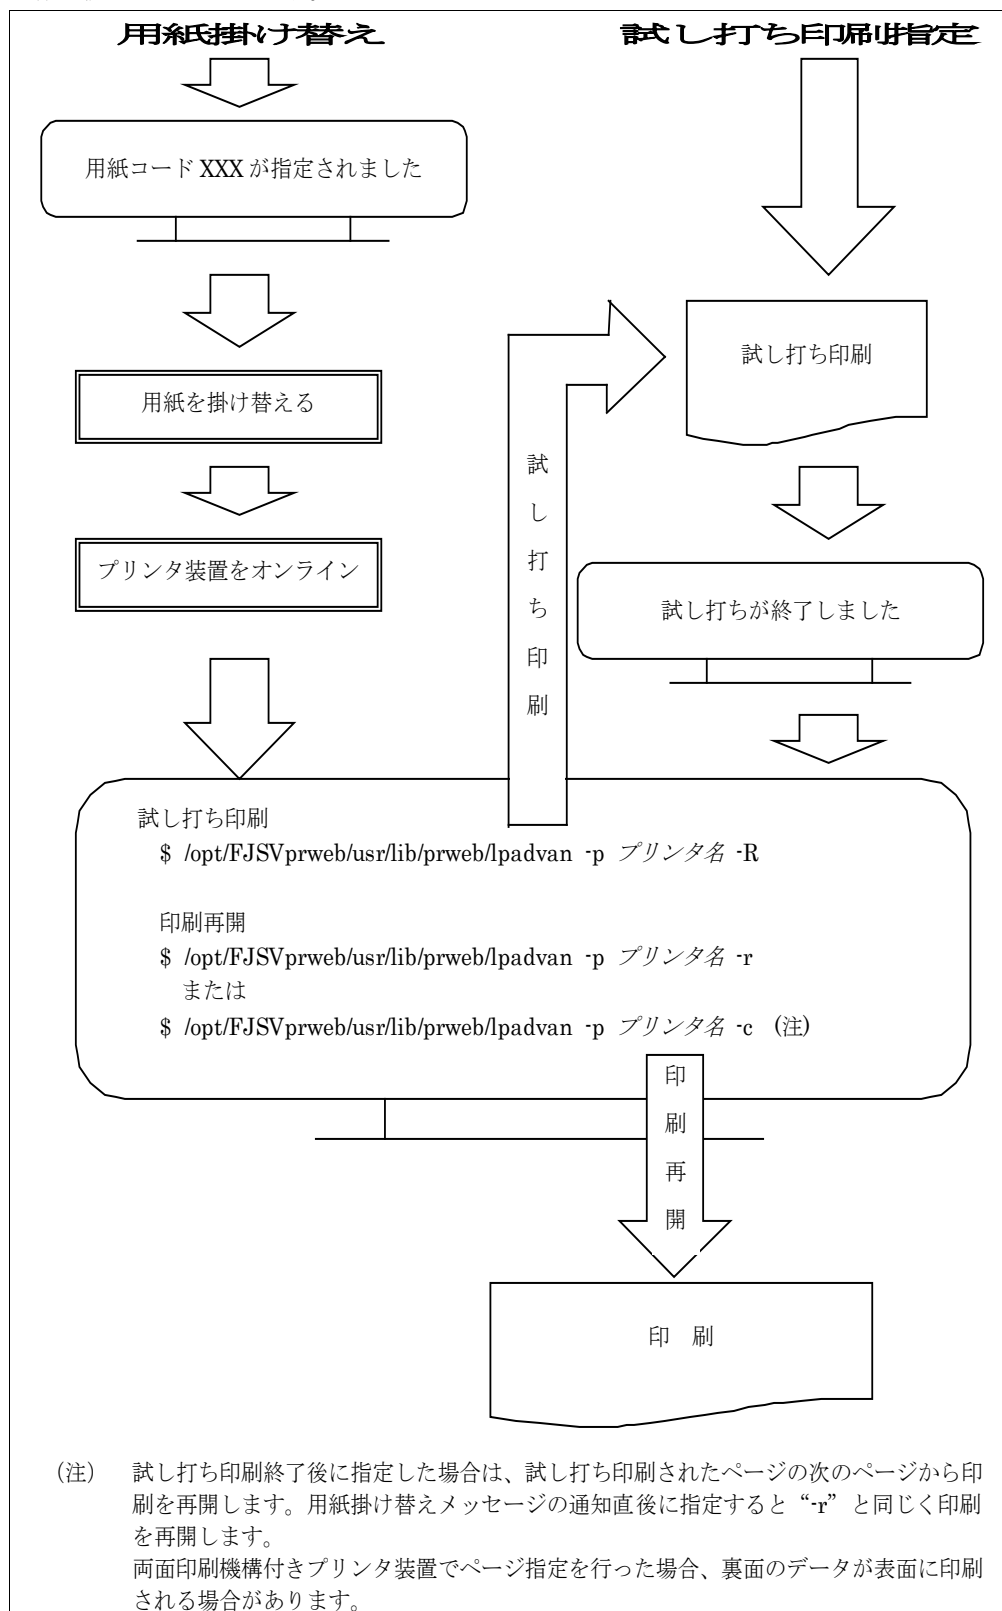 用紙掛け替え
試し打ち印刷指定
用紙コード XXX が指定されました
用紙を掛け替える
プリンタ装置をオンライン
試し打ち印刷
試し打ち印刷
試し打ちが終了しました
試し打ち印刷
$ /opt/FJSVprweb/usr/lib/prweb/lpadvan -p プリンタ名 -R
印刷再開
$ /opt/FJSVprweb/usr/lib/prweb/lpadvan -p プリンタ名 -r
または
$ /opt/FJSVprweb/usr/lib/prweb/lpadvan -p プリンタ名 -c (注)
印刷再開
印 刷
(注) 試し打ち印刷終了後に指定した場合は、試し打ち印刷されたページの次のページから印
刷を再開します。用紙掛け替えメッセージの通知直後に指定すると“-r”と同じく印刷
を再開します。
両面印刷機構付きプリンタ装置でページ指定を行った場合、裏面のデータが表面に印刷
される場合があります。